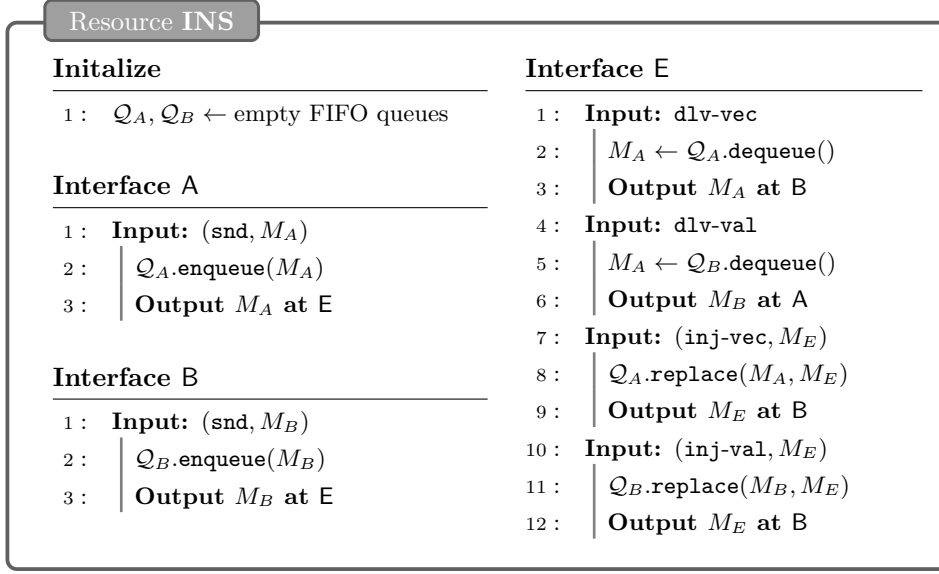 Resource INS
Initalize
1 : 𝒬_A, 𝒬_B ← empty FIFO queues
Interface A
1 : Input: (snd, M_A)
2 : 𝒬_A.enqueue(M_A)
3 : Output M_A at E
Interface B
1 : Input: (snd, M_B)
2 : 𝒬_B.enqueue(M_B)
3 : Output M_B at E
Interface E
1 : Input: dlv-vec
2 : M_A ← 𝒬_A.dequeue()
3 : Output M_A at B
4 : Input: dlv-val
5 : M_A ← 𝒬_B.dequeue()
6 : Output M_B at A
7 : Input: (inj-vec, M_E)
8 : 𝒬_A.replace(M_A, M_E)
9 : Output M_E at B
10 : Input: (inj-val, M_E)
11 : 𝒬_B.replace(M_B, M_E)
12 : Output M_E at B